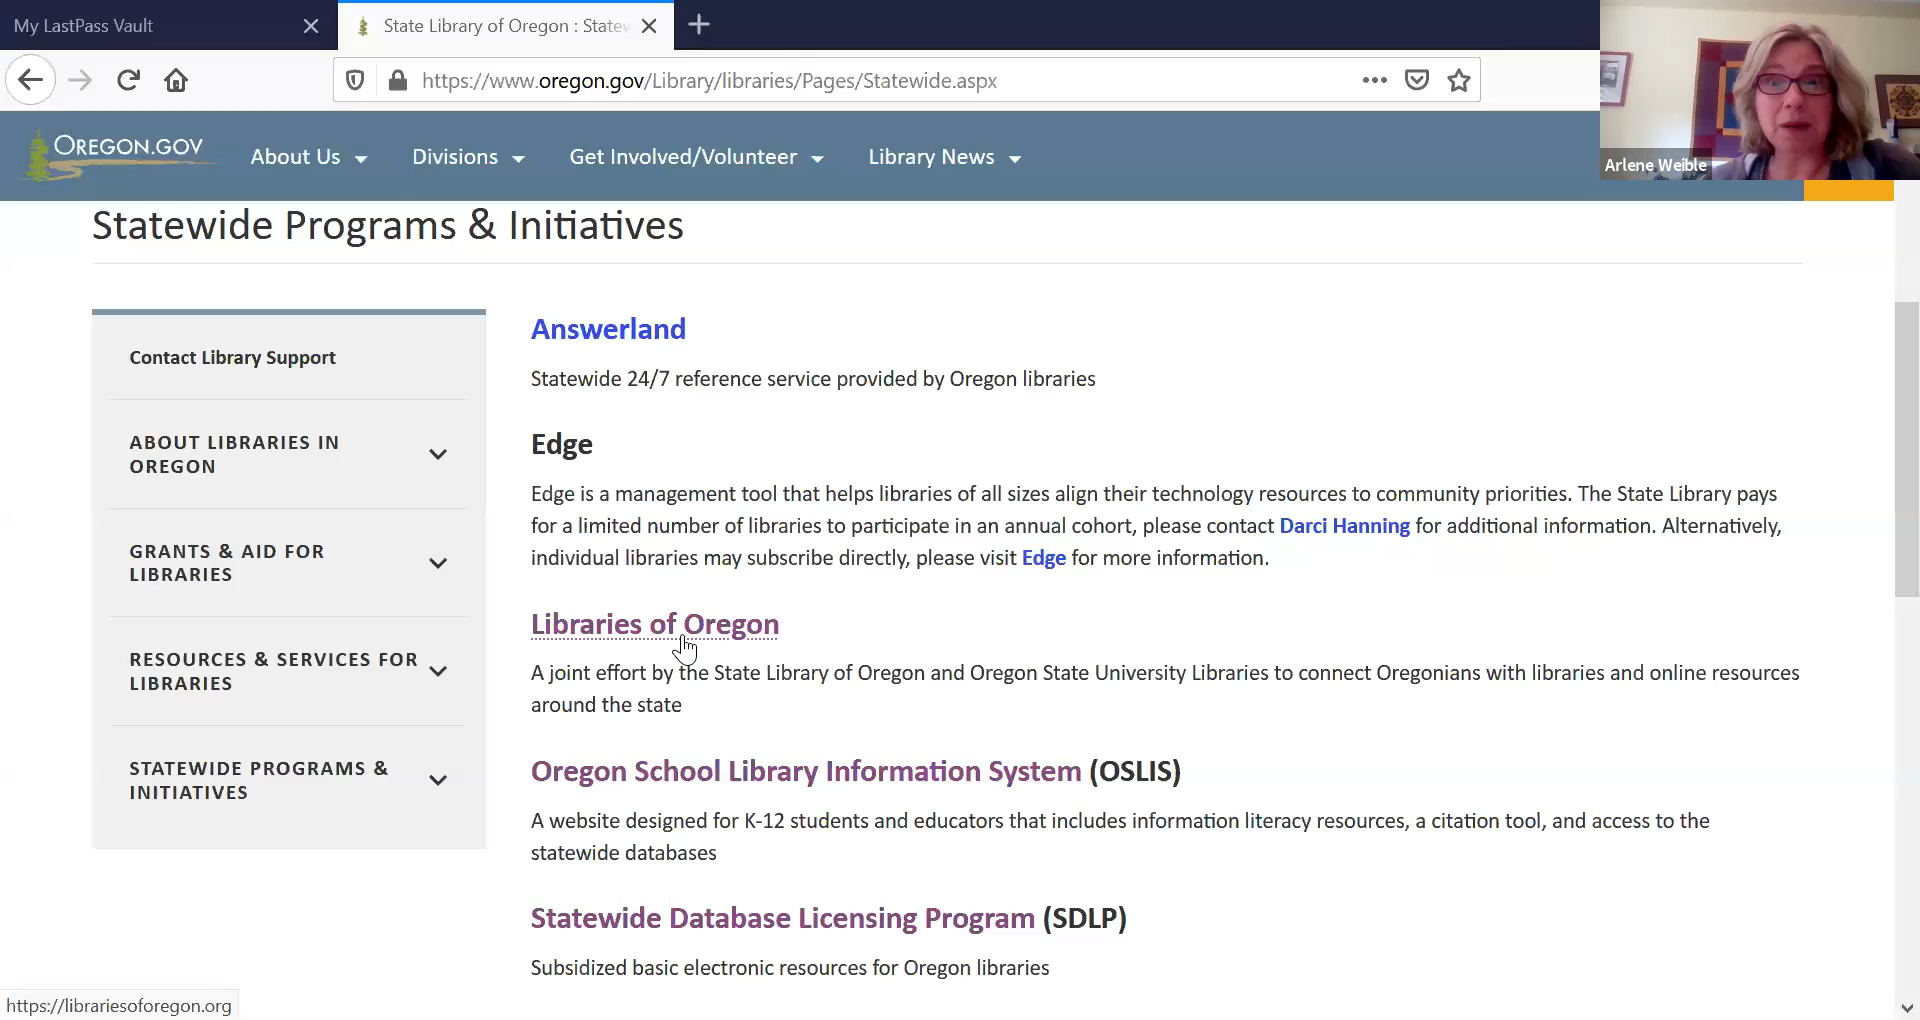 My LastPass Vault
State Library of Oregon : Statew
https://www.oregon.gov/Library/libraries/Pages/Statewide.aspx
Arlene Weible
OREGON.GOV
About Us
Divisions
Get Involved/Volunteer
Library News
Statewide Programs & Initiatives
Contact Library Support
ABOUT LIBRARIES IN
OREGON
GRANTS & AID FOR
LIBRARIES
RESOURCES & SERVICES FOR
LIBRARIES
STATEWIDE PROGRAMS &
INITIATIVES
Answerland
Statewide 24/7 reference service provided by Oregon libraries
Edge
Edge is a management tool that helps libraries of all sizes align their technology resources to community priorities. The State Library pays
for a limited number of libraries to participate in an annual cohort, please contact Darci Hanning for additional information. Alternatively,
individual libraries may subscribe directly, please visit Edge for more information.
Libraries of Oregon
A joint effort by the State Library of Oregon and Oregon State University Libraries to connect Oregonians with libraries and online resources
around the state
Oregon School Library Information System (OSLIS)
A website designed for K-12 students and educators that includes information literacy resources, a citation tool, and access to the
statewide databases
Statewide Database Licensing Program (SDLP)
Subsidized basic electronic resources for Oregon libraries
https://librariesoforegon.org